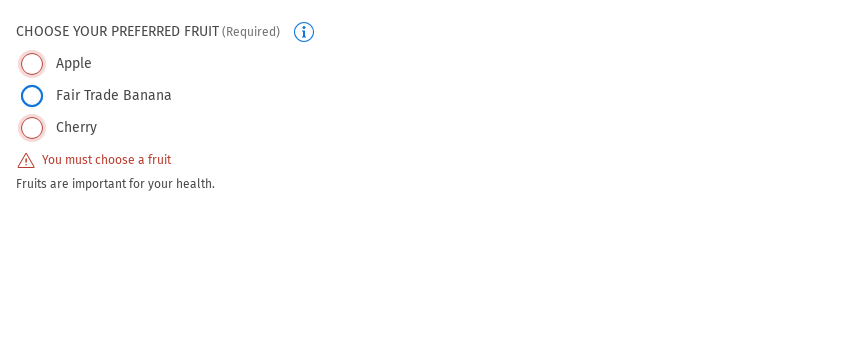 CHOOSE YOUR PREFERRED FRUIT (Required)
Apple
Fair Trade Banana
Cherry
You must choose a fruit
Fruits are important for your health.